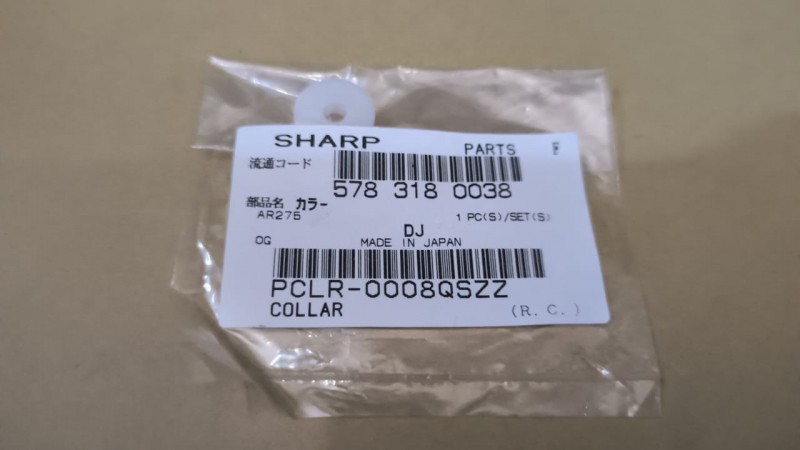 SHARP PARTS
流通コード
578 318 0038
部品名 カラー
AR275 1 PC(S)/SET(S)
DJ
OG MADE IN JAPAN
PCLR-0008QSZZ
COLLAR (R. C. )